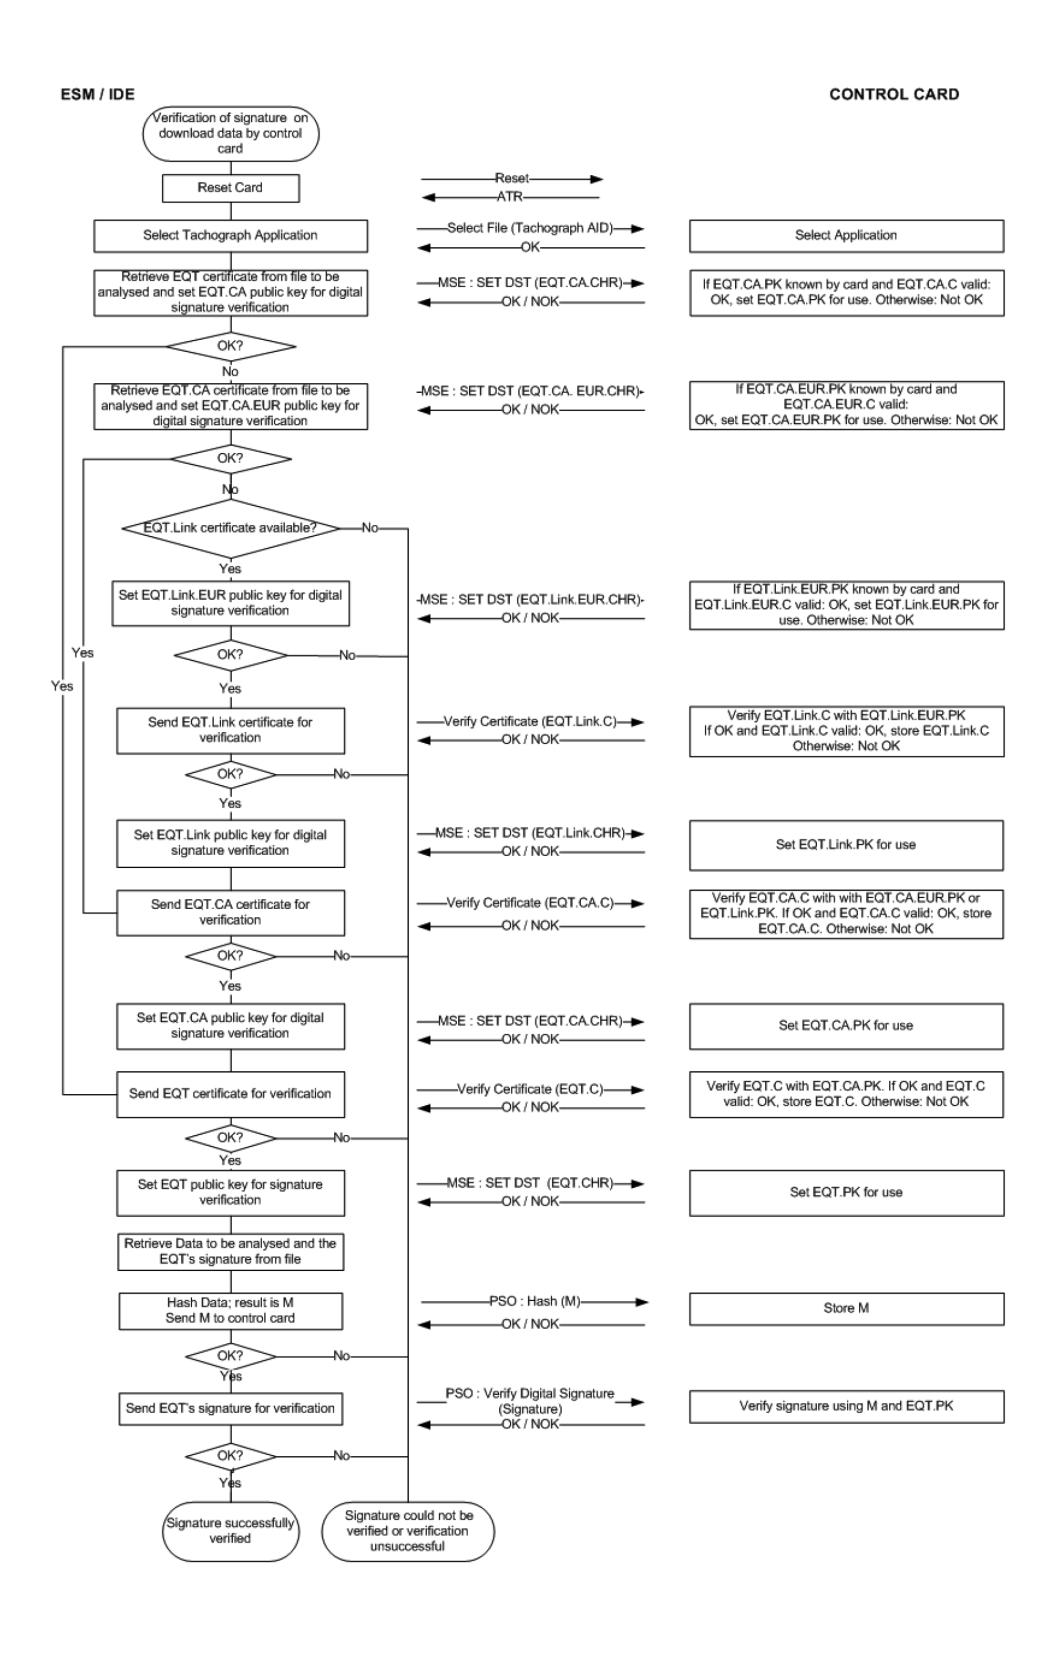 ESM / IDE
CONTROL CARD
Verification of signature on
download data by control
card
Reset Card
Reset
ATR
Select Tachograph Application
Select File (Tachograph AID)
OK
Select Application
Retrieve EQT certificate from file to be
analysed and set EQT.CA public key for digital
signature verification
MSE : SET DST (EQT.CA.CHR)
OK / NOK
If EQT.CA.PK known by card and EQT.CA.C valid:
OK, set EQT.CA.PK for use. Otherwise: Not OK
OK?
No
Retrieve EQT.CA certificate from file to be
analysed and set EQT.CA.EUR public key for
digital signature verification
MSE : SET DST (EQT.CA. EUR.CHR)
OK / NOK
If EQT.CA.EUR.PK known by card and
EQT.CA.EUR.C valid:
OK, set EQT.CA.EUR.PK for use. Otherwise: Not OK
OK?
No
EQT.Link certificate available?
No
Yes
Set EQT.Link.EUR public key for digital
signature verification
MSE : SET DST (EQT.Link.EUR.CHR)
OK / NOK
If EQT.Link.EUR.PK known by card and
EQT.Link.EUR.C valid: OK, set EQT.Link.EUR.PK for
use. Otherwise: Not OK
Yes
OK?
No
Yes
Yes
Send EQT.Link certificate for
verification
Verify Certificate (EQT.Link.C)
OK / NOK
Verify EQT.Link.C with EQT.Link.EUR.PK
If OK and EQT.Link.C valid: OK, store EQT.Link.C
Otherwise: Not OK
OK?
No
Yes
Set EQT.Link public key for digital
signature verification
MSE : SET DST (EQT.Link.CHR)
OK / NOK
Set EQT.Link.PK for use
Send EQT.CA certificate for
verification
Verify Certificate (EQT.CA.C)
OK / NOK
Verify EQT.CA.C with with EQT.CA.EUR.PK or
EQT.Link.PK. If OK and EQT.CA.C valid: OK, store
EQT.CA.C. Otherwise: Not OK
OK?
No
Yes
Set EQT.CA public key for digital
signature verification
MSE : SET DST (EQT.CA.CHR)
OK / NOK
Set EQT.CA.PK for use
Send EQT certificate for verification
Verify Certificate (EQT.C)
OK / NOK
Verify EQT.C with EQT.CA.PK. If OK and EQT.C
valid: OK, store EQT.C. Otherwise: Not OK
OK?
No
Yes
Set EQT public key for signature
verification
MSE : SET DST (EQT.CHR)
OK / NOK
Set EQT.PK for use
Retrieve Data to be analysed and the
EQT's signature from file
Hash Data; result is M
Send M to control card
PSO : Hash (M)
OK / NOK
Store M
OK?
No
Yes
Send EQT's signature for verification
PSO : Verify Digital Signature
(Signature)
OK / NOK
Verify signature using M and EQT.PK
OK?
No
Yes
Signature successfully
verified
Signature could not be
verified or verification
unsuccessful